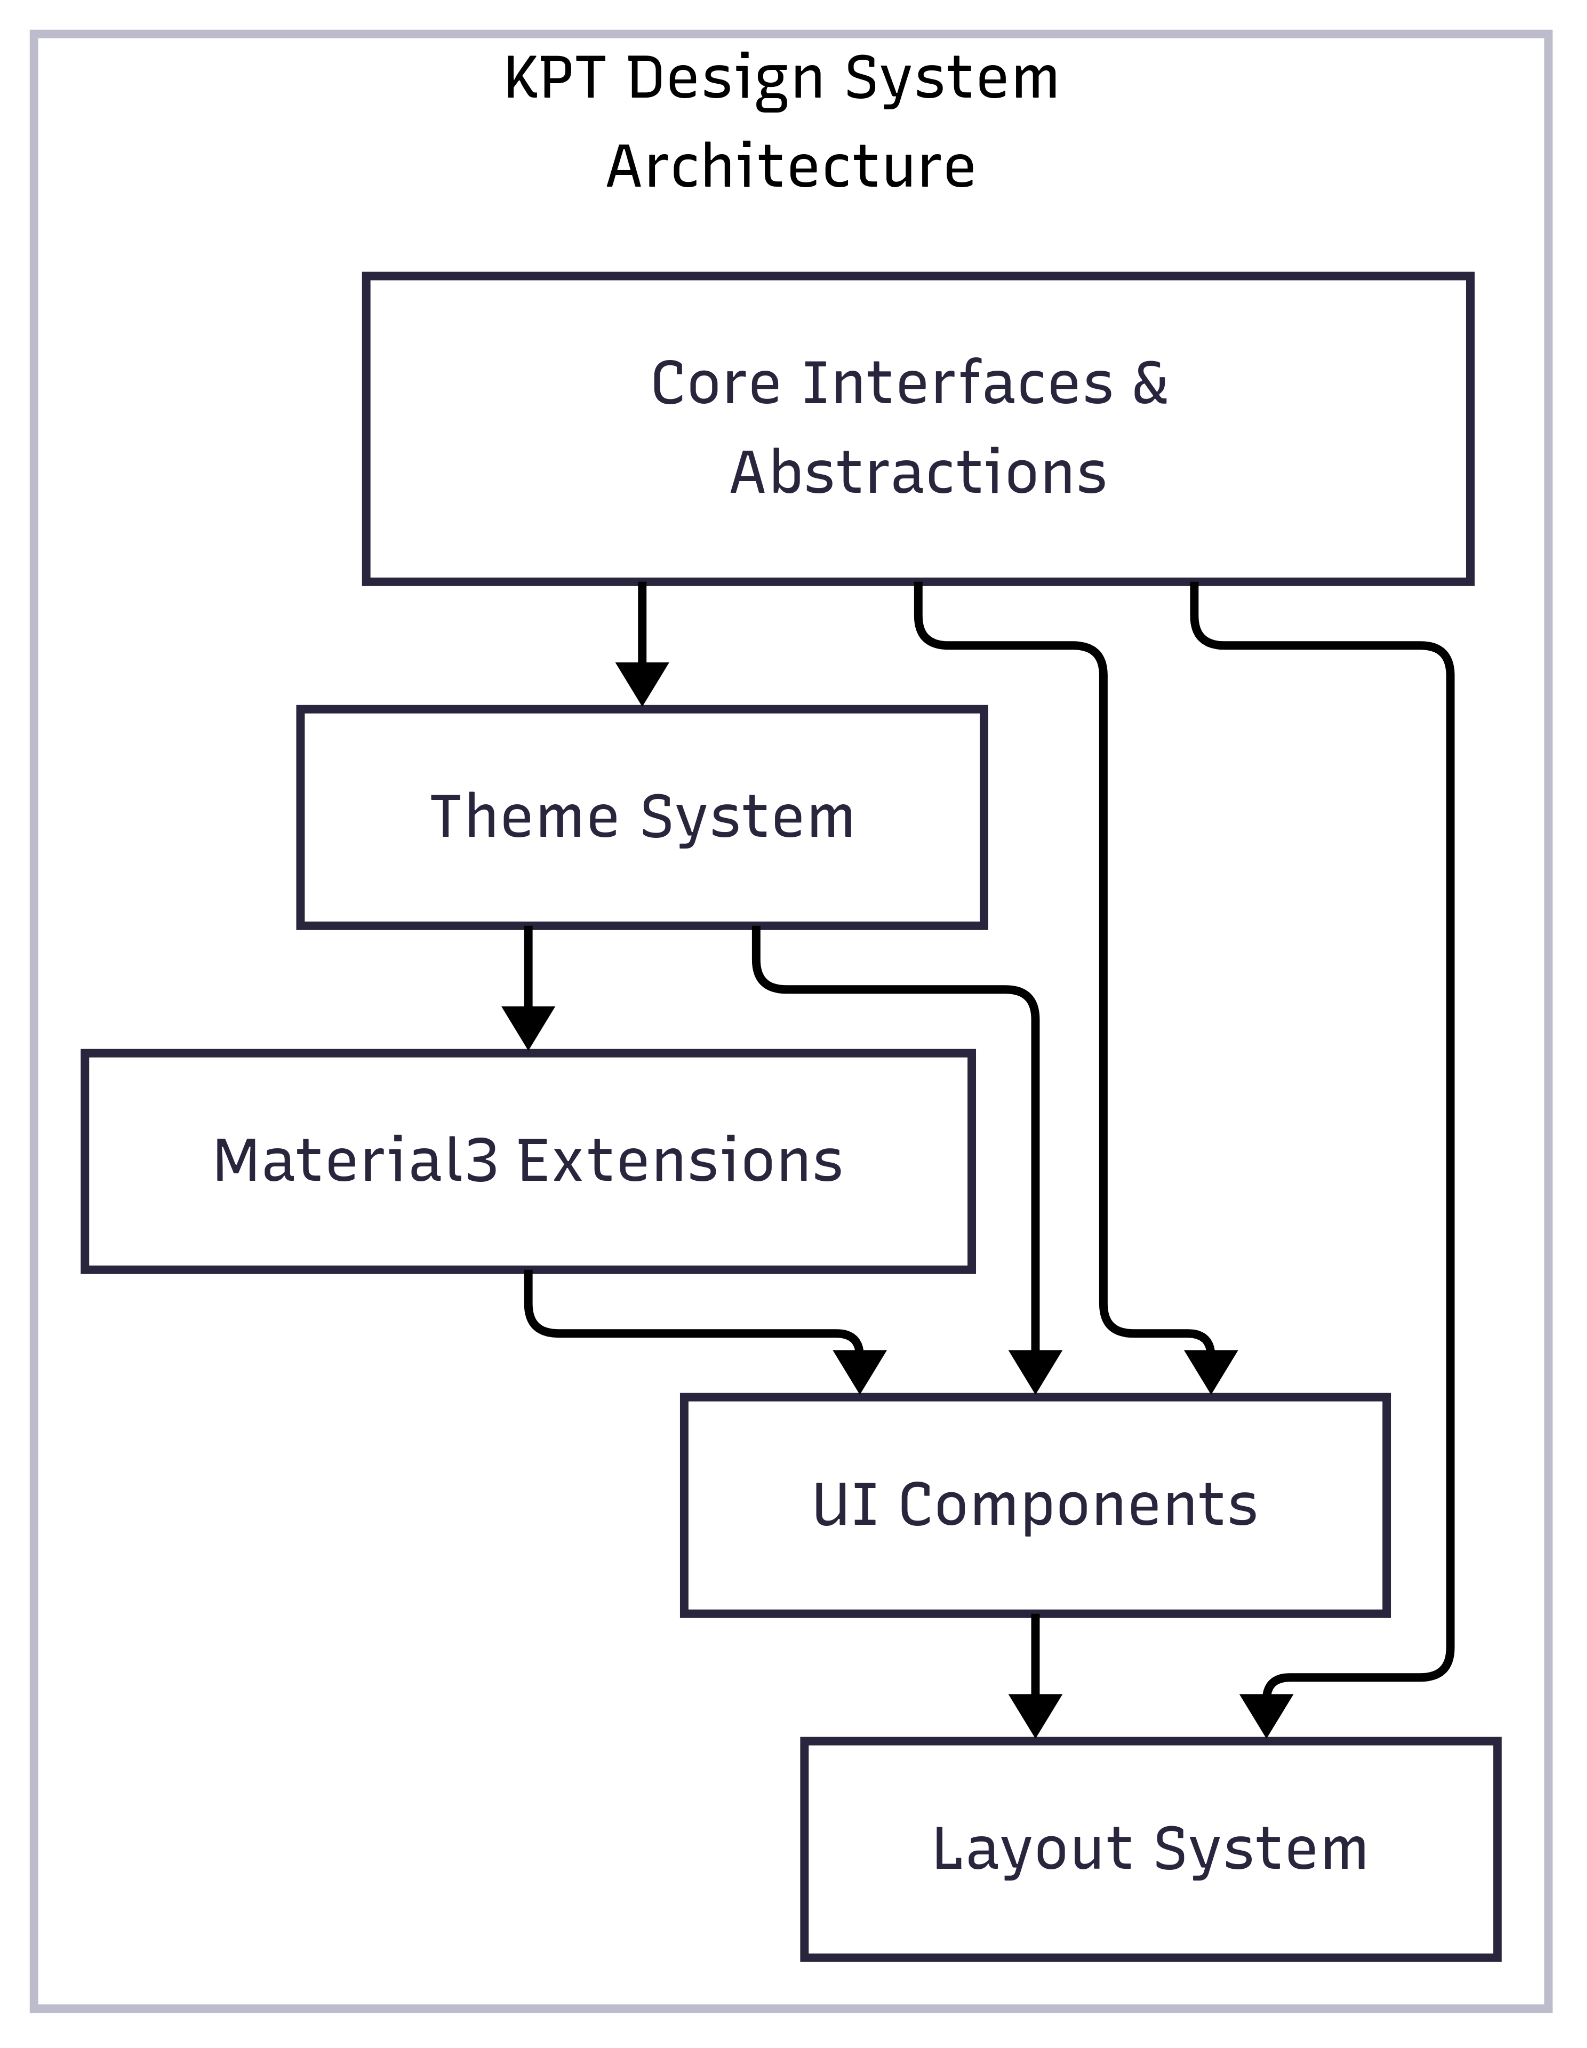 KPT Design System
Architecture
Core Interfaces &
Abstractions
Theme System
Material3 Extensions
UI Components
Layout System